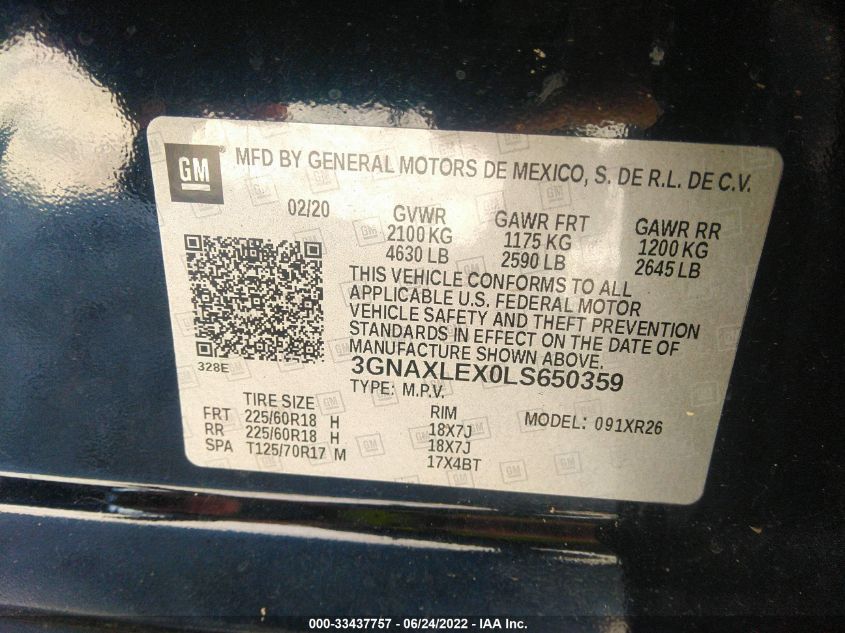 GM
MFD BY GENERAL MOTORS DE MEXICO, S. DE R.L. DE C.V.
02/20
GVWR
2100 KG
4630 LB
GAWR FRT
1175 KG
2590 LB
GAWR RR
1200 KG
2645 LB
THIS VEHICLE CONFORMS TO ALL
APPLICABLE U.S. FEDERAL MOTOR
VEHICLE SAFETY AND THEFT PREVENTION
STANDARDS IN EFFECT ON THE DATE OF
MANUFACTURE SHOWN ABOVE.
328E
3GNAXLEX0LS650359
TYPE: M.P.V.
TIRE SIZE RIM MODEL: 091XR26
FRT 225/60R18 H 18X7J
RR 225/60R18 H 18X7J
SPA T125/70R17 M 17X4BT
000-33437757 - 06/24/2022 - IAA Inc.